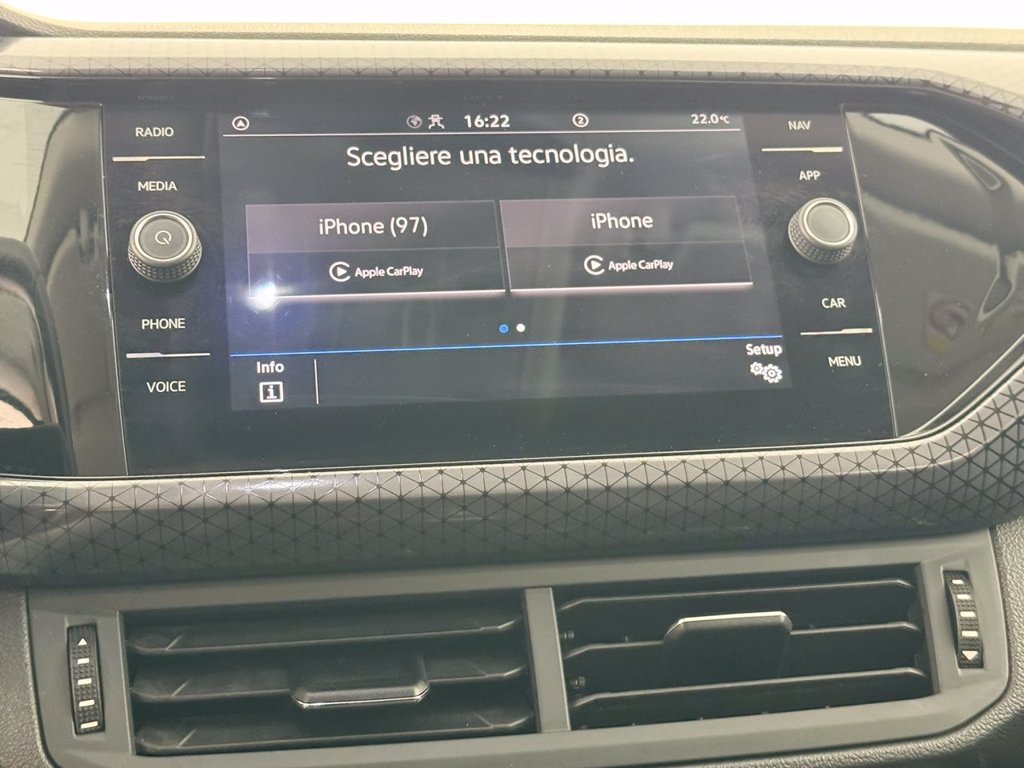 RADIO
MEDIA
PHONE
VOICE
16:22
2
22.0°C
Scegliere una tecnologia.
iPhone (97)
Apple CarPlay
iPhone
Apple CarPlay
Info
i
Setup
NAV
APP
CAR
MENU